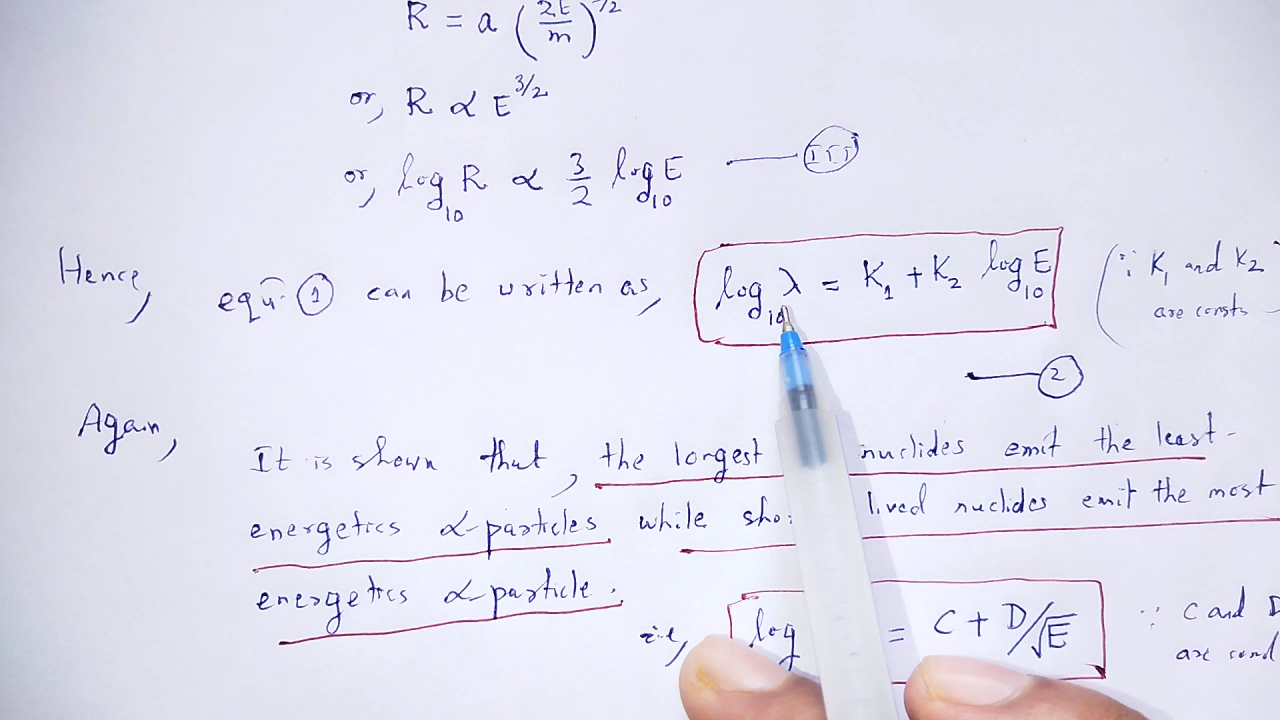 R = a (2E/m)^3/2
or, R ∝ E^3/2
or, log₁₀ R ∝ 3/2 log₁₀ E —— (III)
Hence, equⁿ. ① can be written as, log₁₀ λ = K₁ + K₂ log₁₀ E (∵ K₁ and K₂
are consts
—— ②
Again,
It is shown that, the longest nuclides emit the least-
energetics α-particles while lived nuclides emit the most
energetics α-particle.
i.e, log = C + D/√E ∵ C and D
are